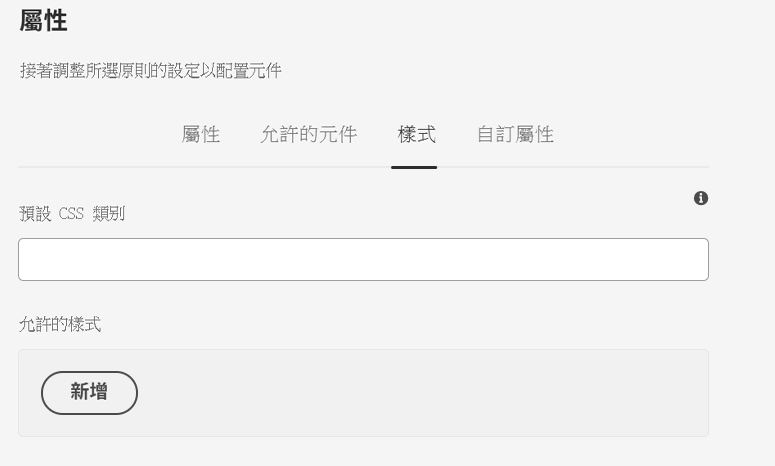 屬性
接著調整所選原則的設定以配置元件
屬性 允許的元件 樣式 自訂屬性
預設 CSS 類別
允許的樣式
新增